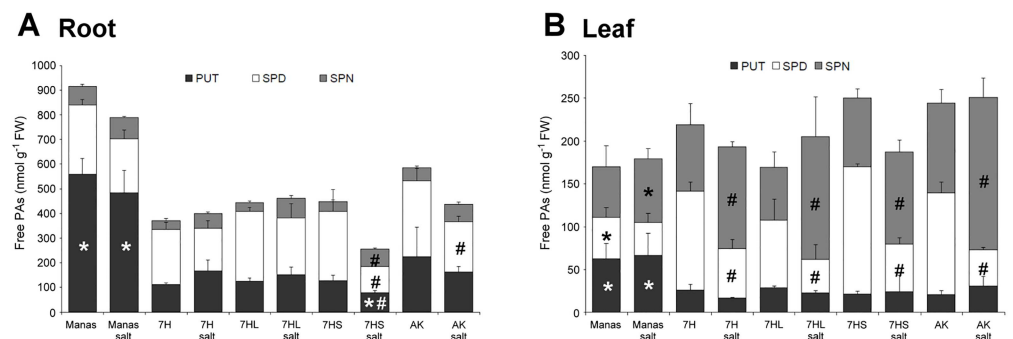 A Root
B Leaf
1000
900
800
700
600
500
400
300
200
100
0
Free PAs (nmol g-1 FW)
PUT SPD SPN
* * # # *# #
Manas Manas salt 7H 7H salt 7HL 7HL salt 7HS 7HS salt AK AK salt
300
250
200
150
100
50
0
Free PAs (nmol g-1 FW)
PUT SPD SPN
* * * * # # # # # # #
Manas Manas salt 7H 7H salt 7HL 7HL salt 7HS 7HS salt AK AK salt